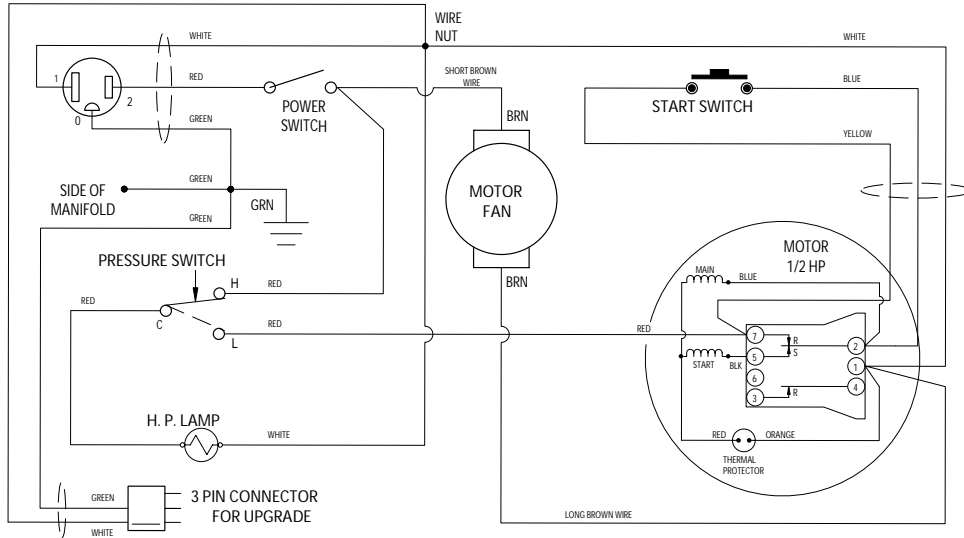 WIRE
NUT
WHITE
WHITE
1
2
0
RED
POWER
SWITCH
SHORT BROWN
WIRE
START SWITCH
BLUE
GREEN
BRN
YELLOW
GREEN
SIDE OF
MANIFOLD
GRN
GREEN
MOTOR
FAN
PRESSURE SWITCH
MOTOR
1/2 HP
BRN
H
RED
MAIN
BLUE
RED
C
RED
L
RED
7
R
S
2
START
BLK
5
1
6
4
3
R
H. P. LAMP
WHITE
RED
ORANGE
THERMAL
PROTECTOR
GREEN
3 PIN CONNECTOR
FOR UPGRADE
LONG BROWN WIRE
WHITE